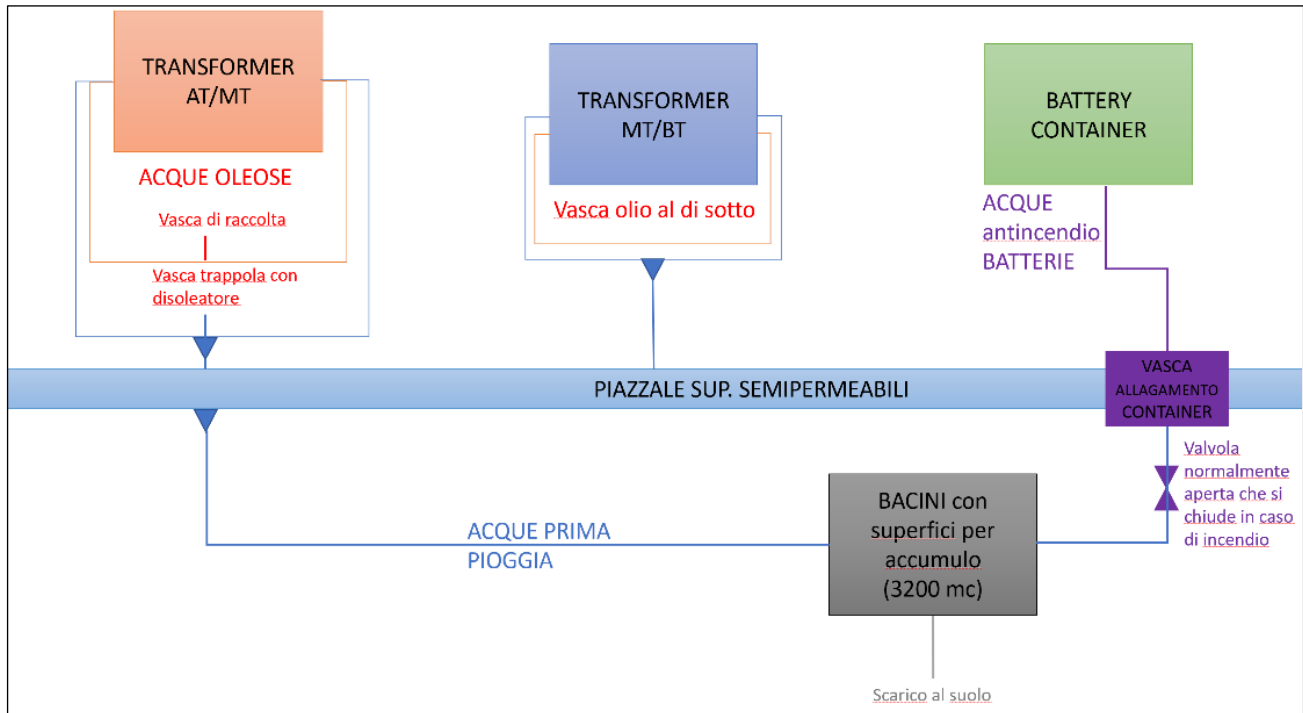 TRANSFORMER
AT/MT
ACQUE OLEOSE
Vasca di raccolta
Vasca trappola con
disoleatore
TRANSFORMER
MT/BT
Vasca olio al di sotto
BATTERY
CONTAINER
ACQUE
antincendio
BATTERIE
PIAZZALE SUP. SEMIPERMEABILI
VASCA
ALLAGAMENTO
CONTAINER
Valvola
normalmente
aperta che si
chiude in caso
di incendio
ACQUE PRIMA
PIOGGIA
BACINI con
superfici per
accumulo
(3200 mc)
Scarico al suolo